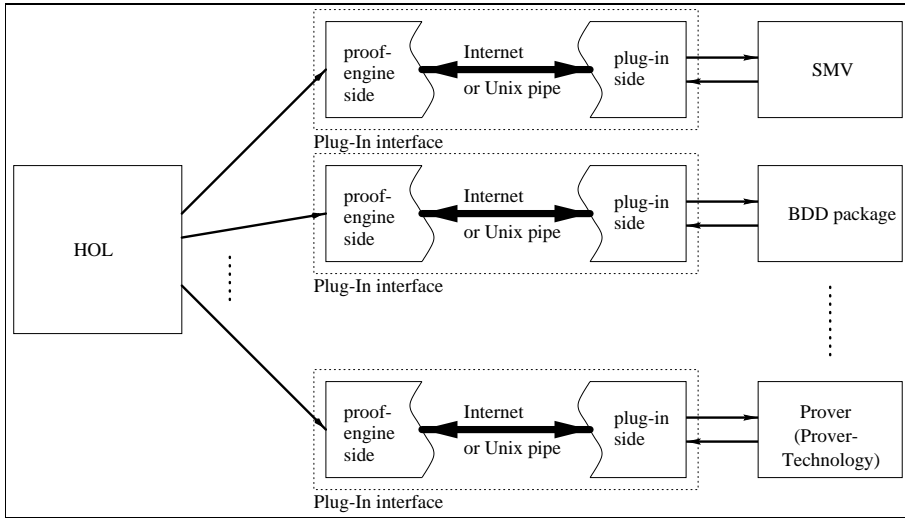 proof-
engine
side
Internet
or Unix pipe
plug-in
side
SMV
Plug-In interface
HOL
proof-
engine
side
Internet
or Unix pipe
plug-in
side
BDD package
Plug-In interface
proof-
engine
side
Internet
or Unix pipe
plug-in
side
Prover
(Prover-
Technology)
Plug-In interface